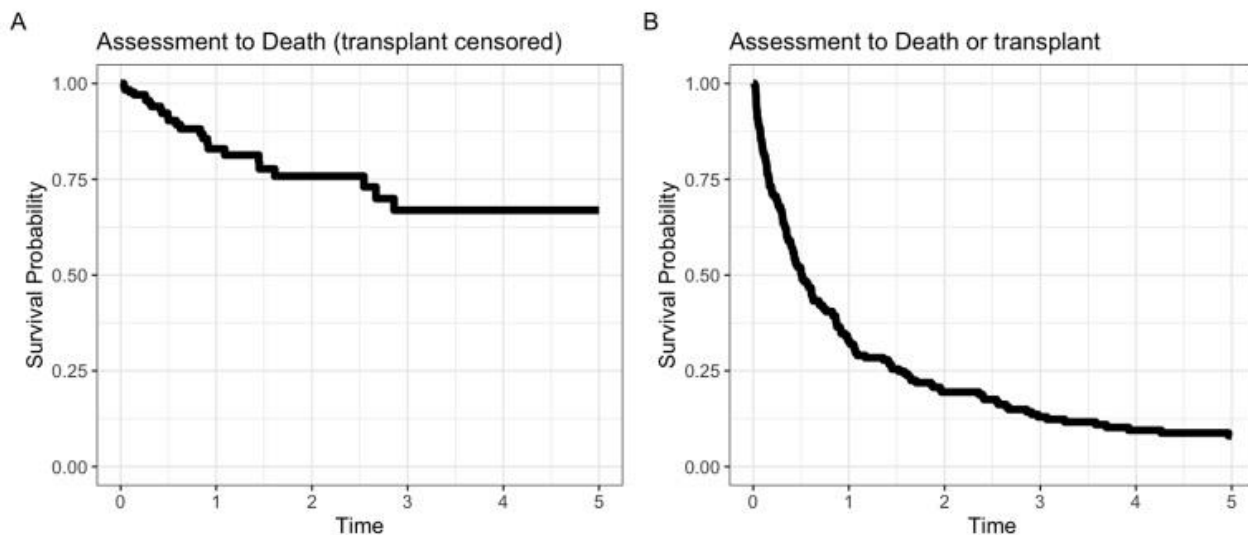 A
Assessment to Death (transplant censored)
1.00
0.75
0.50
0.25
0.00
Survival Probability
0 1 2 3 4 5
Time
B
Assessment to Death or transplant
1.00
0.75
0.50
0.25
0.00
Survival Probability
0 1 2 3 4 5
Time